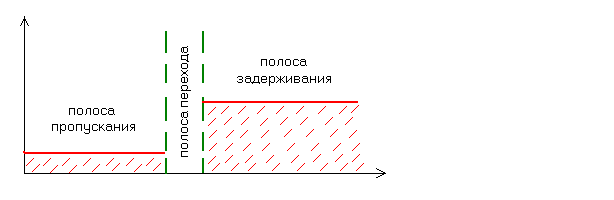 полоса
пропускания
полоса перехода
полоса
задерживания